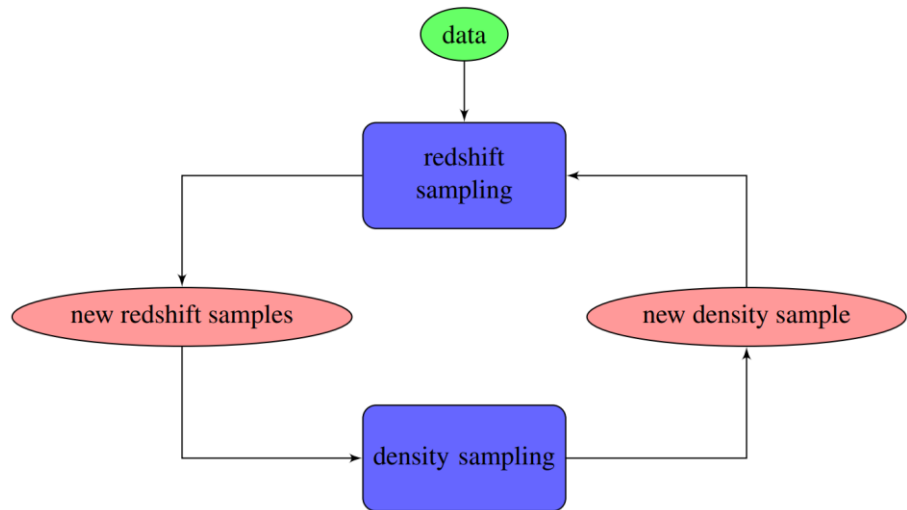 data
redshift
sampling
new redshift samples
new density sample
density sampling